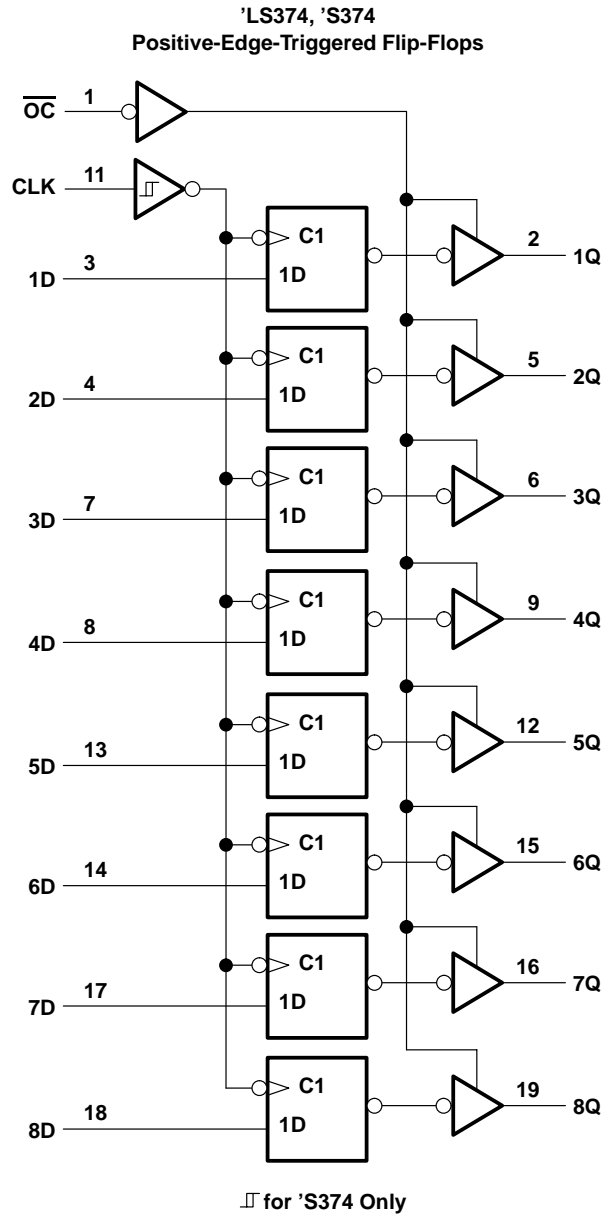 ’LS374, ’S374
Positive-Edge-Triggered Flip-Flops
OC 1
CLK 11
C1
1D 3 1D 2 1Q
C1
2D 4 1D 5 2Q
C1
3D 7 1D 6 3Q
C1
4D 8 1D 9 4Q
C1
5D 13 1D 12 5Q
C1
6D 14 1D 15 6Q
C1
7D 17 1D 16 7Q
C1
8D 18 1D 19 8Q
for ’S374 Only